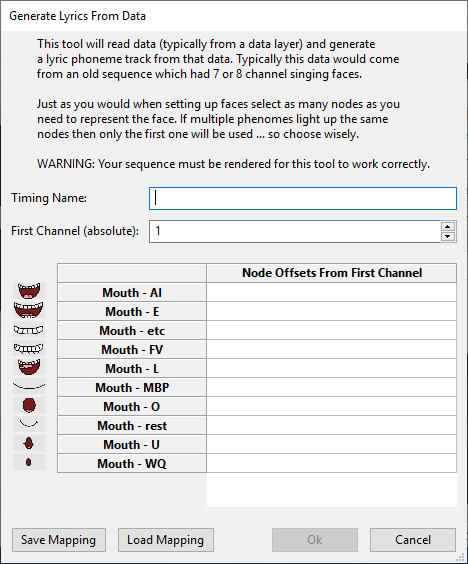 Generate Lyrics From Data
This tool will read data (typically from a data layer) and generate
a lyric phoneme track from that data. Typically this data would come
from an old sequence which had 7 or 8 channel singing faces.
Just as you would when setting up faces select as many nodes as you
need to represent the face. If multiple phenomes light up the same
nodes then only the first one will be used ... so choose wisely.
WARNING: Your sequence must be rendered for this tool to work correctly.
Timing Name:
First Channel (absolute): 1
Node Offsets From First Channel
Mouth - AI
Mouth - E
Mouth - etc
Mouth - FV
Mouth - L
Mouth - MBP
Mouth - O
Mouth - rest
Mouth - U
Mouth - WQ
Save Mapping Load Mapping Ok Cancel